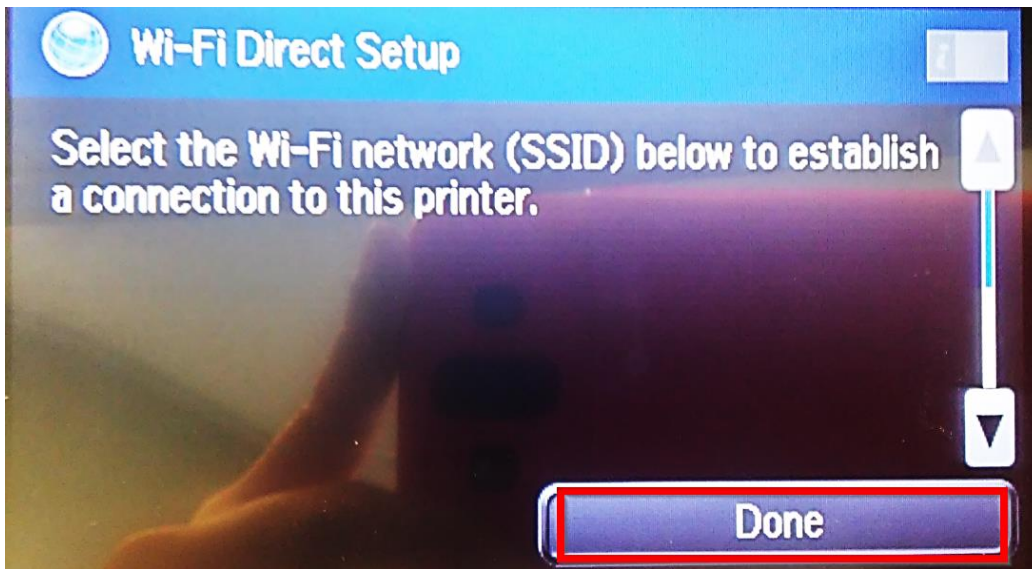 Wi-Fi Direct Setup
Select the Wi-Fi network (SSID) below to establish
a connection to this printer.
Done